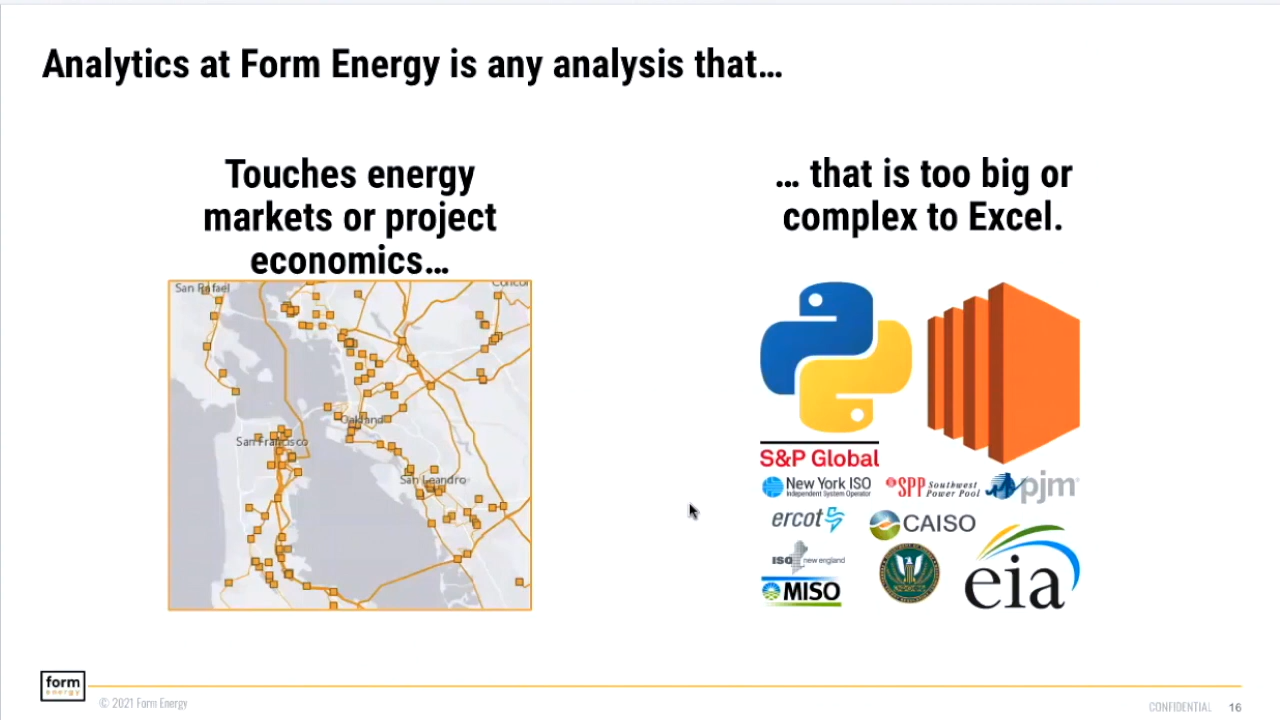 Analytics at Form Energy is any analysis that…
Touches energy
markets or project
economics…
San Rafael
San Francisco
Oakland
San Leandro
… that is too big or
complex to Excel.
S&P Global
New York ISO
Independent System Operator
SPP Southwest
Power Pool
pjm
ercot
CAISO
ISO new england
MISO
eia
form
energy
© 2021 Form Energy
CONFIDENTIAL 16